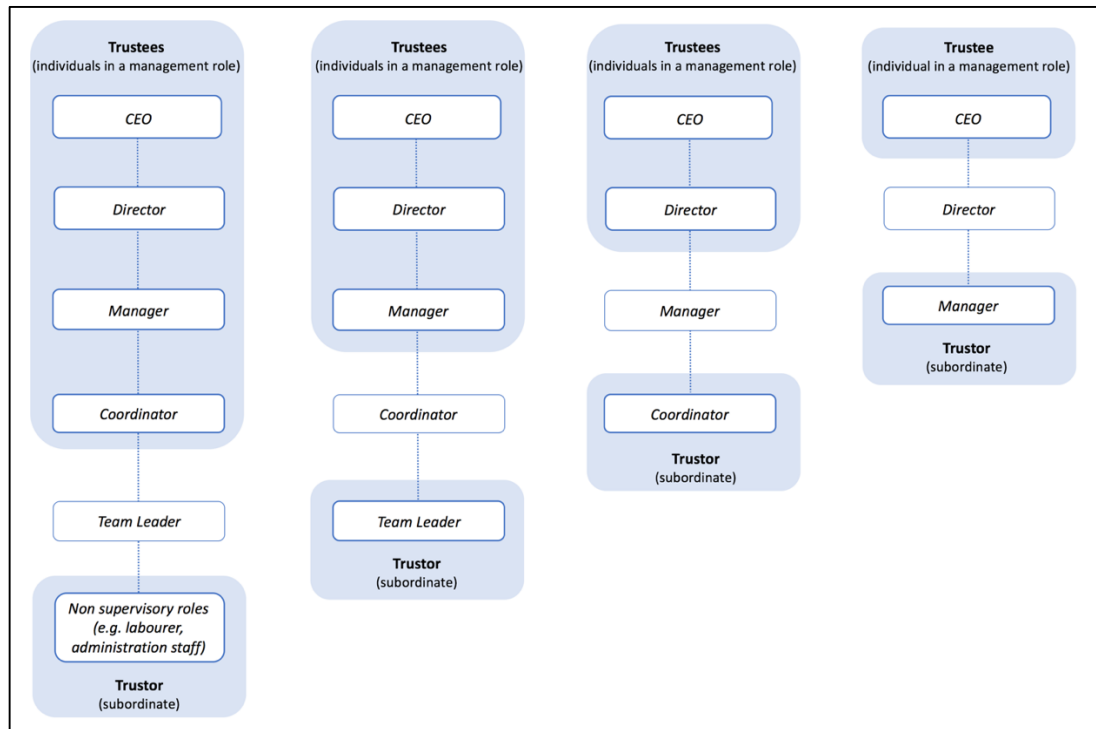 Trustees
(individuals in a management role)
CEO
Director
Manager
Coordinator
Team Leader
Non supervisory roles
(e.g. labourer,
administration staff)
Trustor
(subordinate)
Trustees
(individuals in a management role)
CEO
Director
Manager
Coordinator
Team Leader
Trustor
(subordinate)
Trustees
(individuals in a management role)
CEO
Director
Manager
Coordinator
Trustor
(subordinate)
Trustee
(individual in a management role)
CEO
Director
Manager
Trustor
(subordinate)